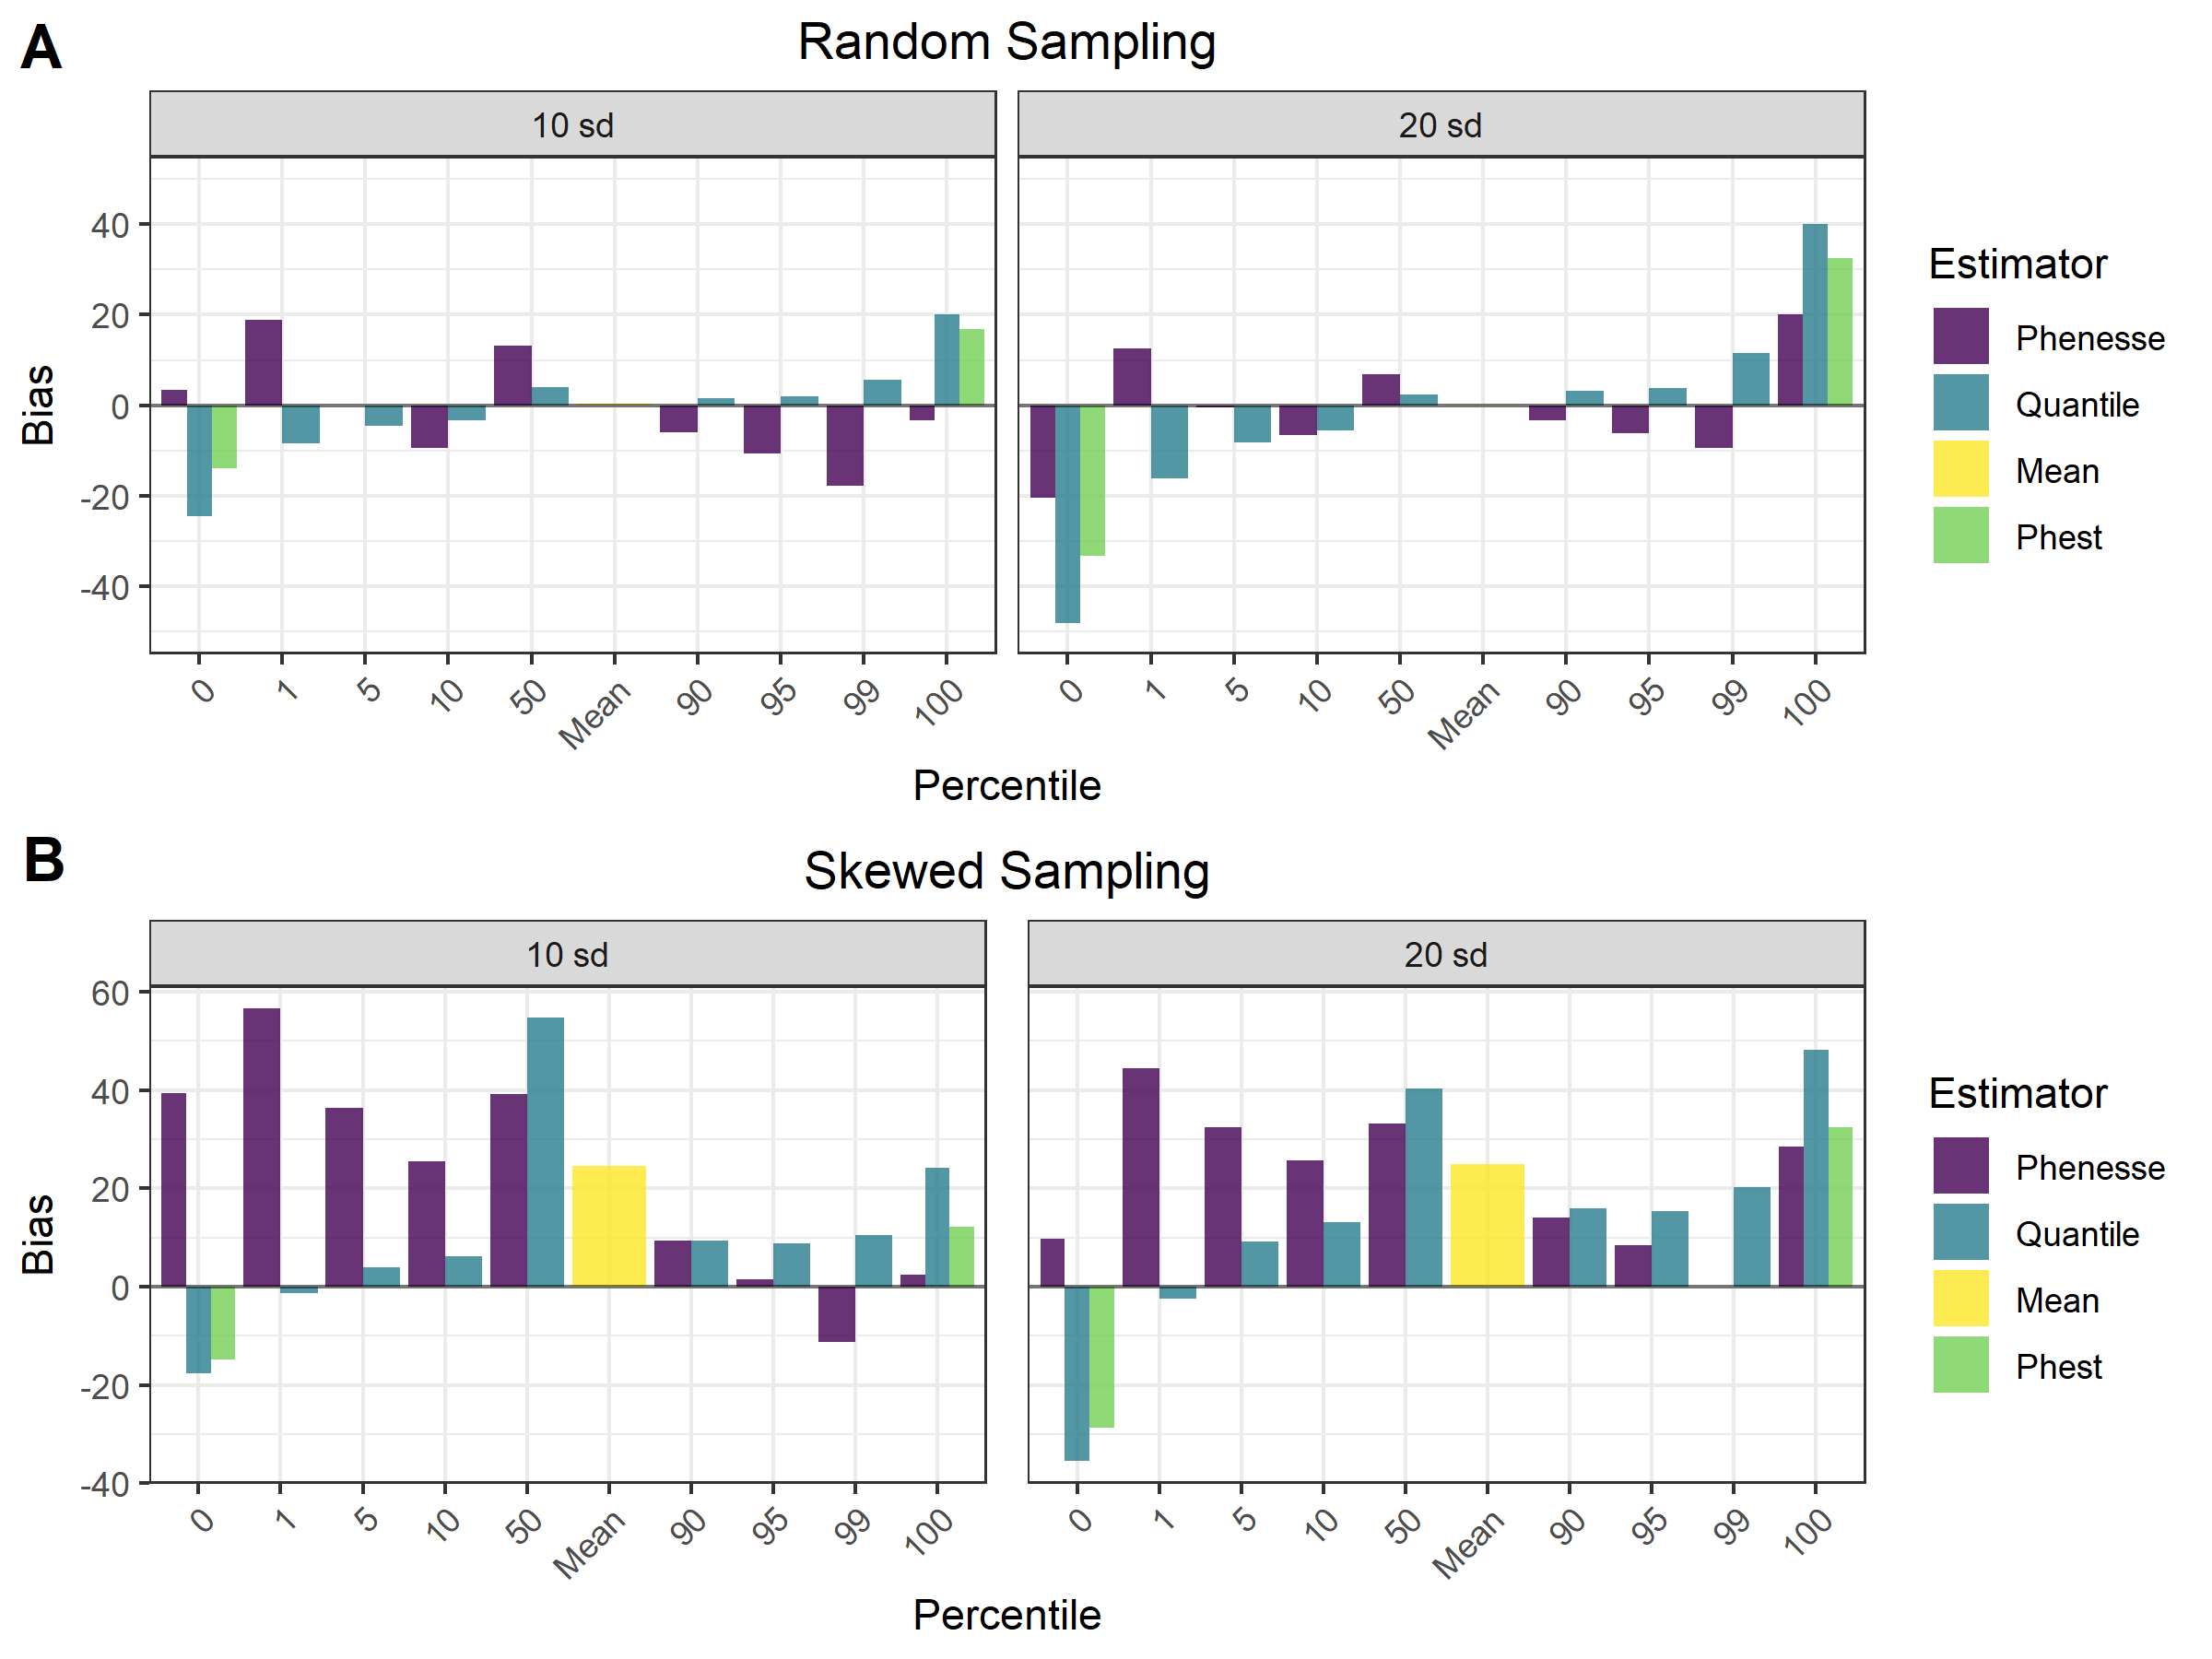 A
Random Sampling
10 sd
20 sd
Bias
40
20
0
-20
-40
0 1 5 10 50 Mean 90 95 99 100
0 1 5 10 50 Mean 90 95 99 100
Percentile
Estimator
Phenesse
Quantile
Mean
Phest
B
Skewed Sampling
10 sd
20 sd
Bias
60
40
20
0
-20
-40
0 1 5 10 50 Mean 90 95 99 100
0 1 5 10 50 Mean 90 95 99 100
Percentile
Estimator
Phenesse
Quantile
Mean
Phest